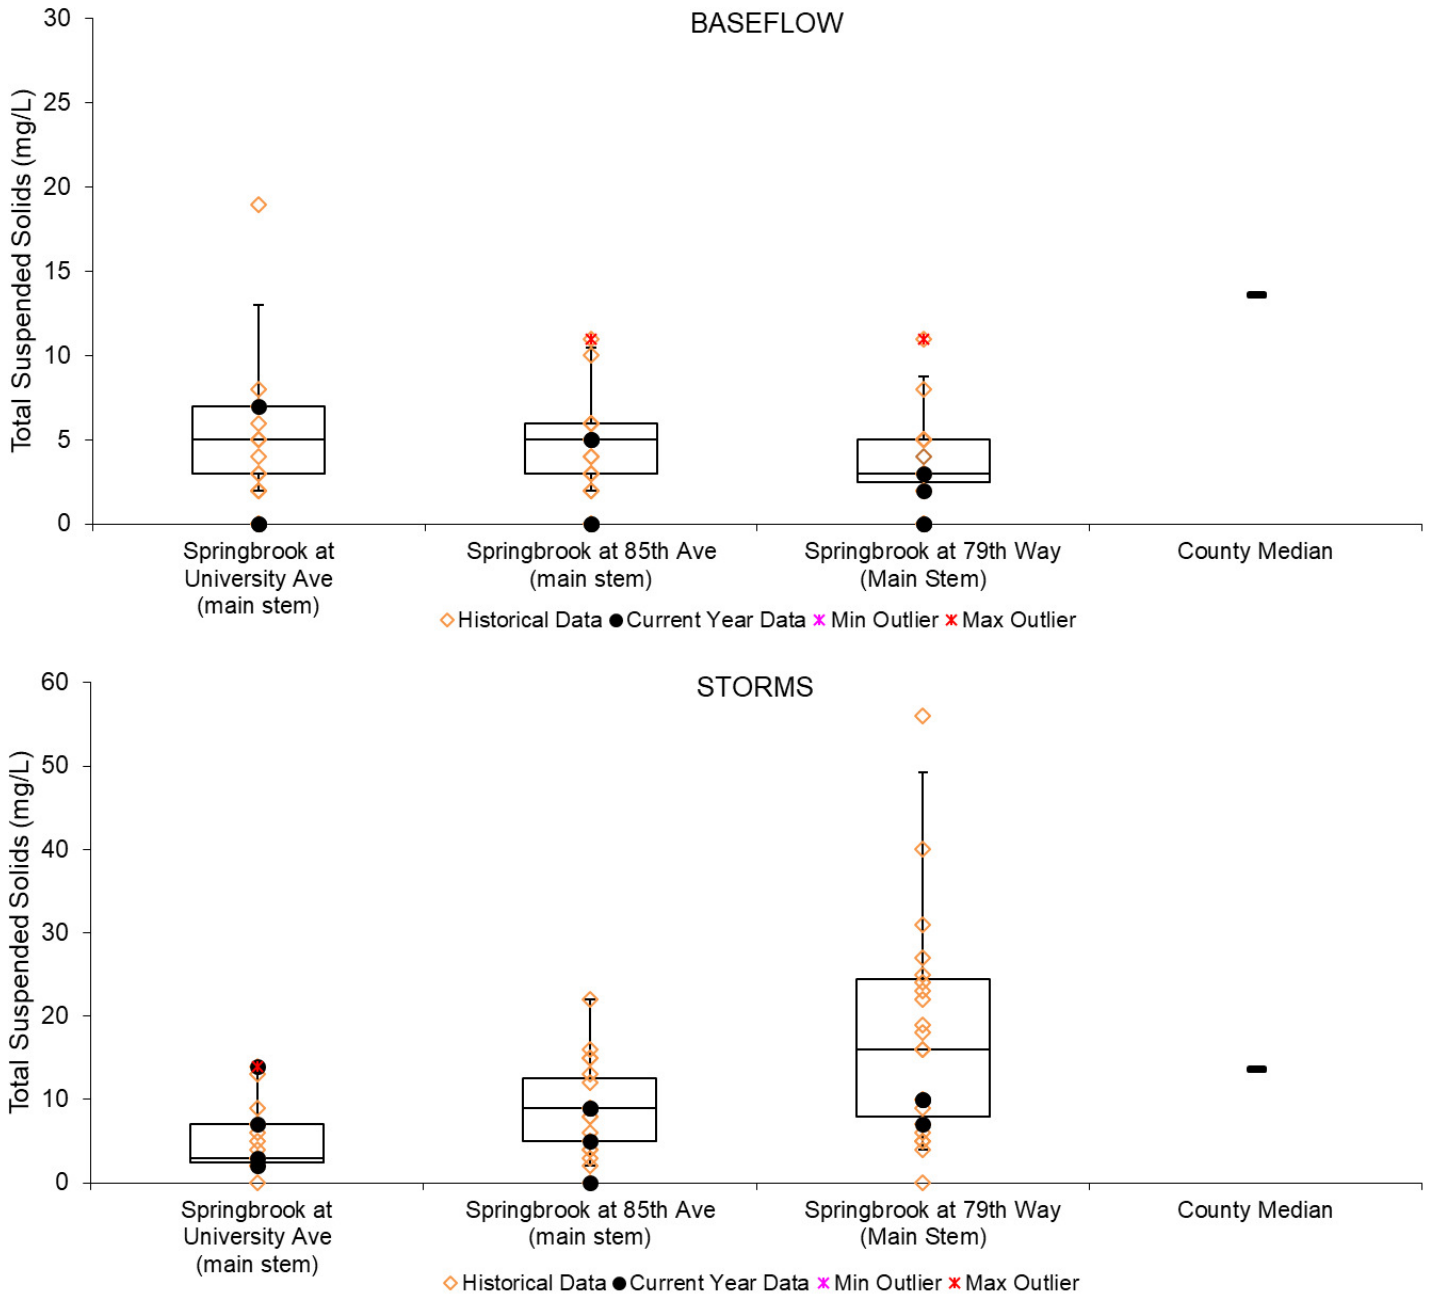 BASEFLOW
Total Suspended Solids (mg/L)
30
25
20
15
10
5
0
Springbrook at
University Ave
(main stem)
Springbrook at 85th Ave
(main stem)
Springbrook at 79th Way
(Main Stem)
County Median
Historical Data Current Year Data Min Outlier Max Outlier
STORMS
Total Suspended Solids (mg/L)
60
50
40
30
20
10
0
Springbrook at
University Ave
(main stem)
Springbrook at 85th Ave
(main stem)
Springbrook at 79th Way
(Main Stem)
County Median
Historical Data Current Year Data Min Outlier Max Outlier